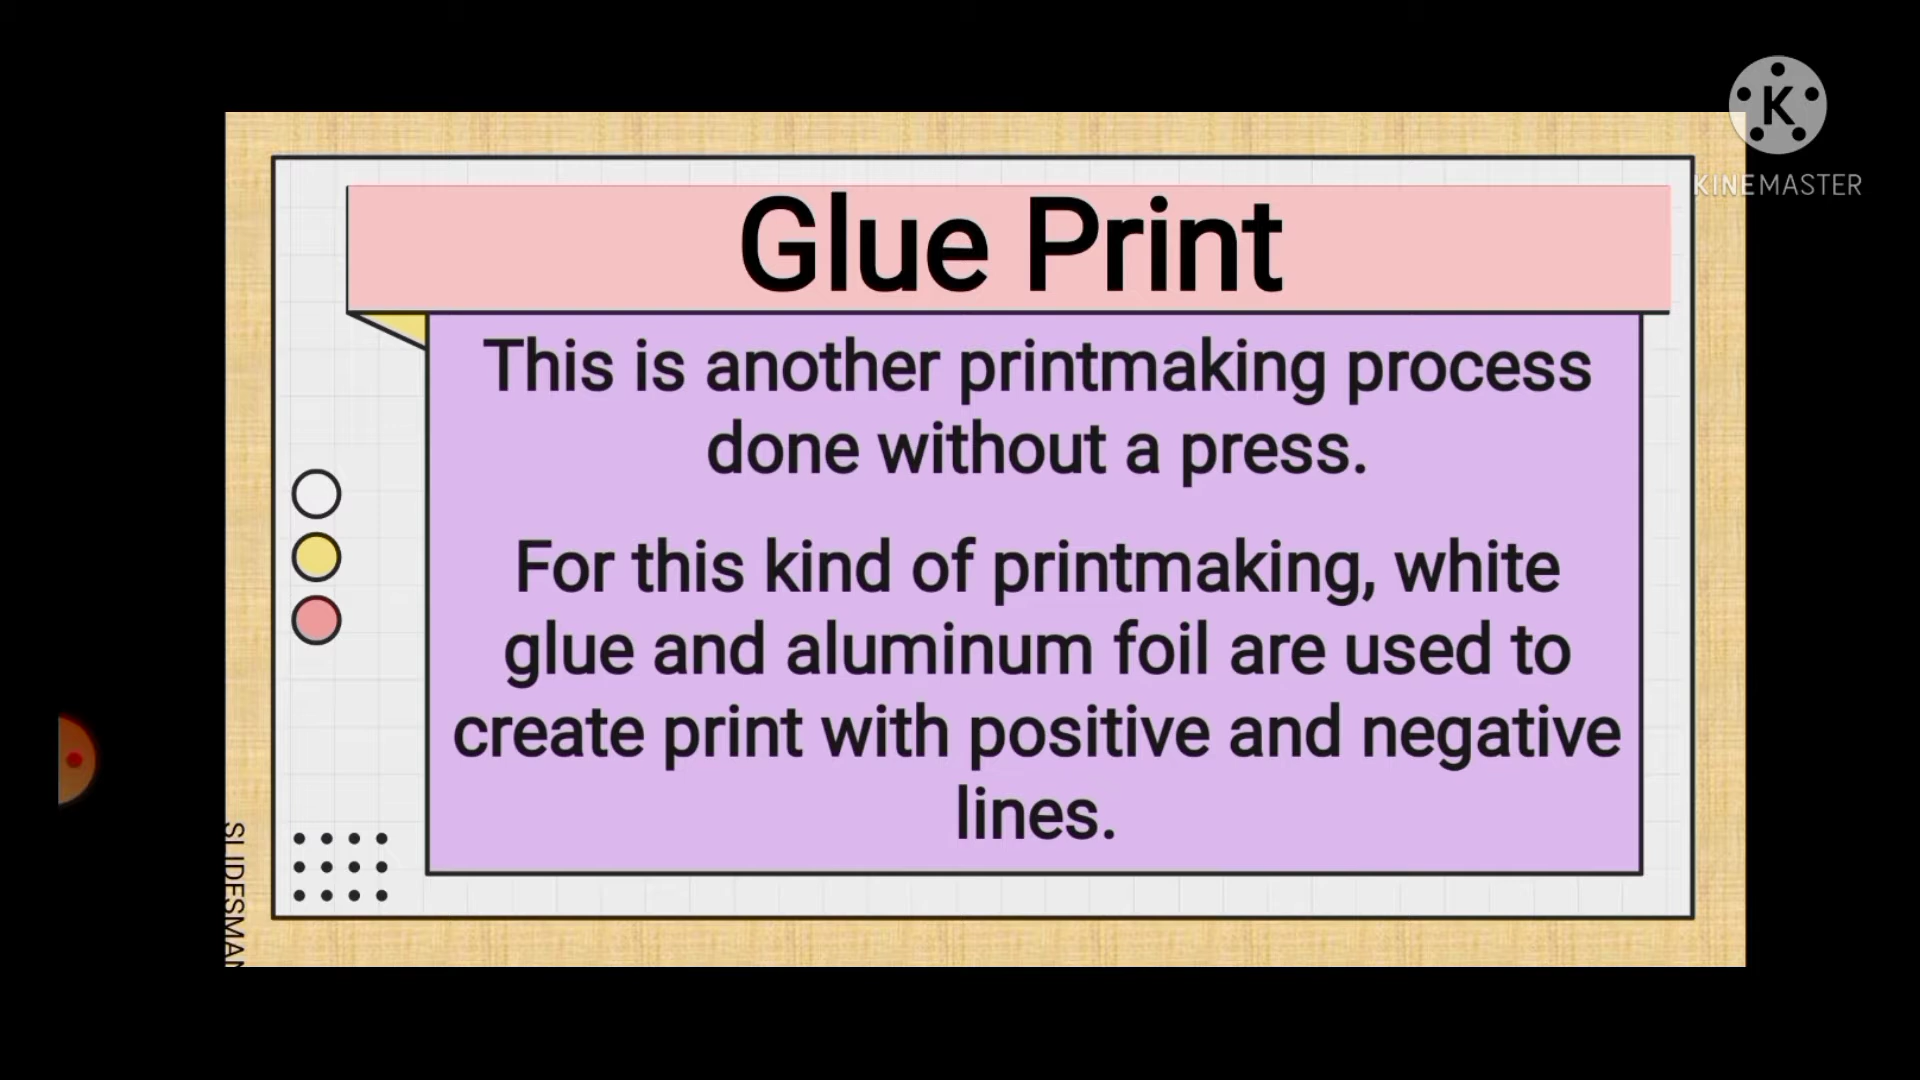 K
KINEMASTER
Glue Print
This is another printmaking process
done without a press.
For this kind of printmaking, white
glue and aluminum foil are used to
create print with positive and negative
lines.
SLIDESMAN